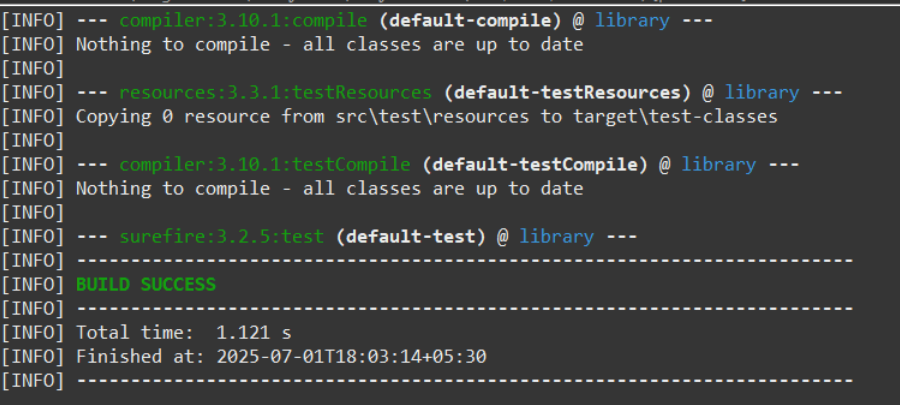 [INFO] --- compiler:3.10.1:compile (default-compile) @ library ---
[INFO] Nothing to compile - all classes are up to date
[INFO]
[INFO] --- resources:3.3.1:testResources (default-testResources) @ library ---
[INFO] Copying 0 resource from src\test\resources to target\test-classes
[INFO]
[INFO] --- compiler:3.10.1:testCompile (default-testCompile) @ library ---
[INFO] Nothing to compile - all classes are up to date
[INFO]
[INFO] --- surefire:3.2.5:test (default-test) @ library ---
[INFO] ------------------------------------------------------------------------
[INFO] BUILD SUCCESS
[INFO] ------------------------------------------------------------------------
[INFO] Total time:  1.121 s
[INFO] Finished at: 2025-07-01T18:03:14+05:30
[INFO] ------------------------------------------------------------------------